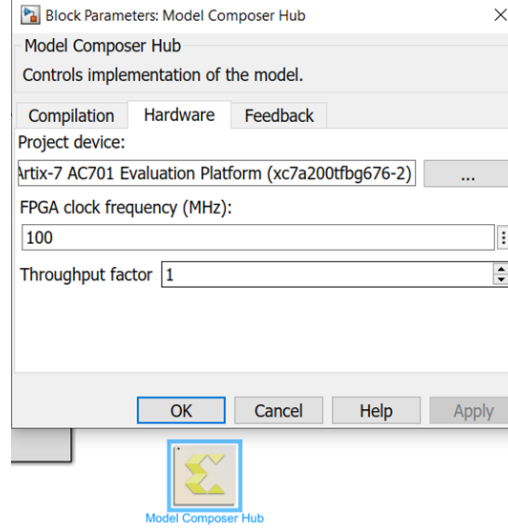 Block Parameters: Model Composer Hub
Model Composer Hub
Controls implementation of the model.
Compilation Hardware Feedback
Project device:
Artix-7 AC701 Evaluation Platform (xc7a200tfbg676-2) ...
FPGA clock frequency (MHz):
100
Throughput factor 1
OK Cancel Help Apply
Model Composer Hub